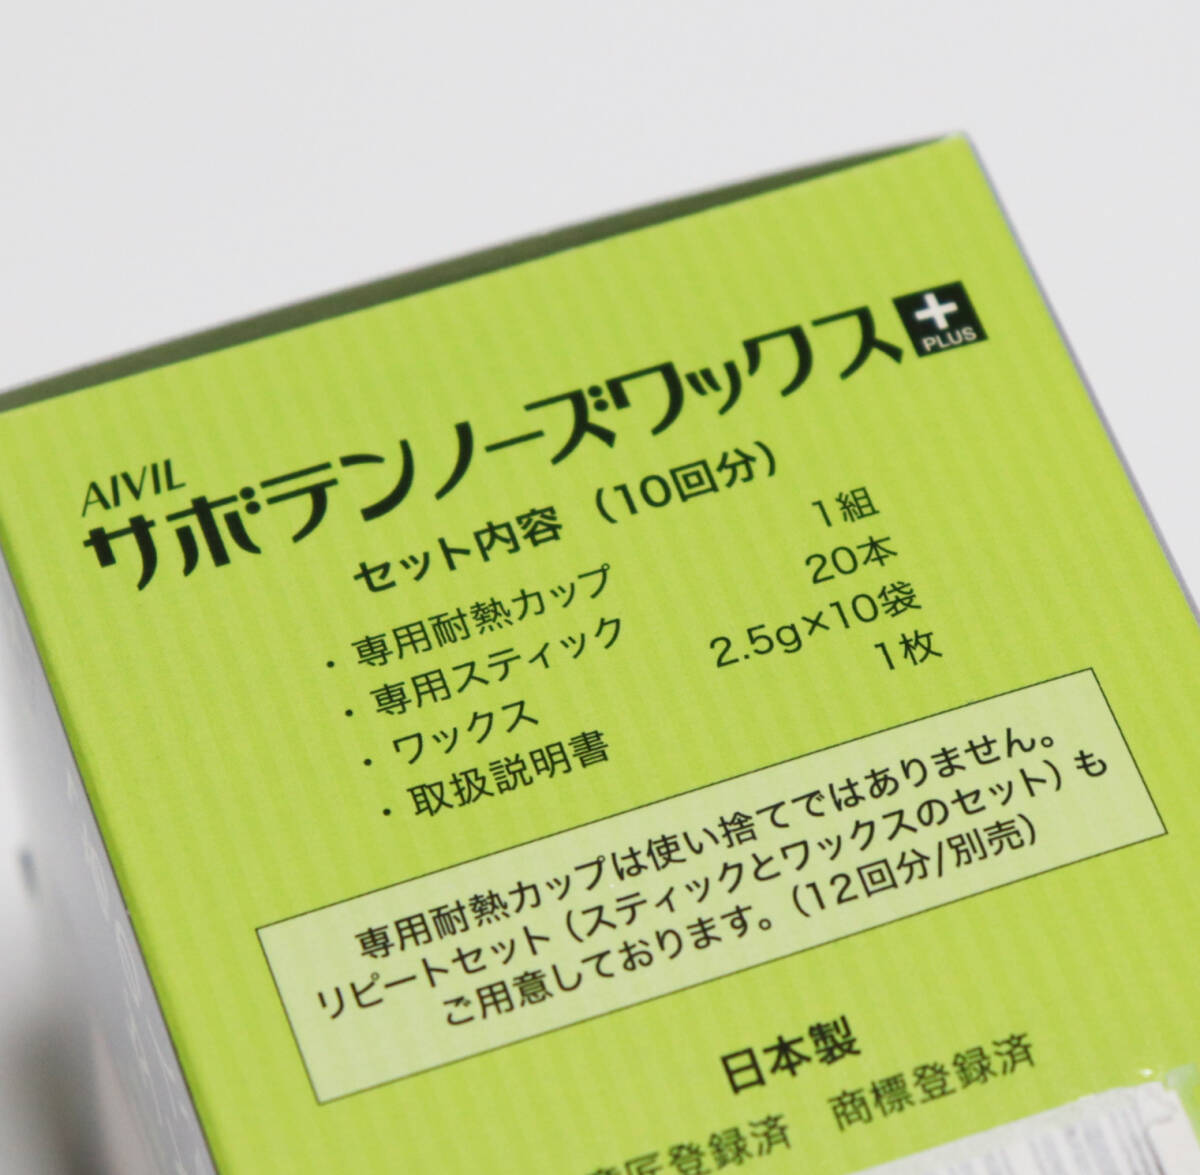 AIVIL
サボテンノーズワックス
PLUS
セット内容（10回分）
・専用耐熱カップ 1組
・専用スティック 20本
・ワックス 2.5g×10袋
・取扱説明書 1枚
専用耐熱カップは使い捨てではありません。
リピートセット（スティックとワックスのセット）も
ご用意しております。（12回分/別売）
日本製
意匠登録済 商標登録済